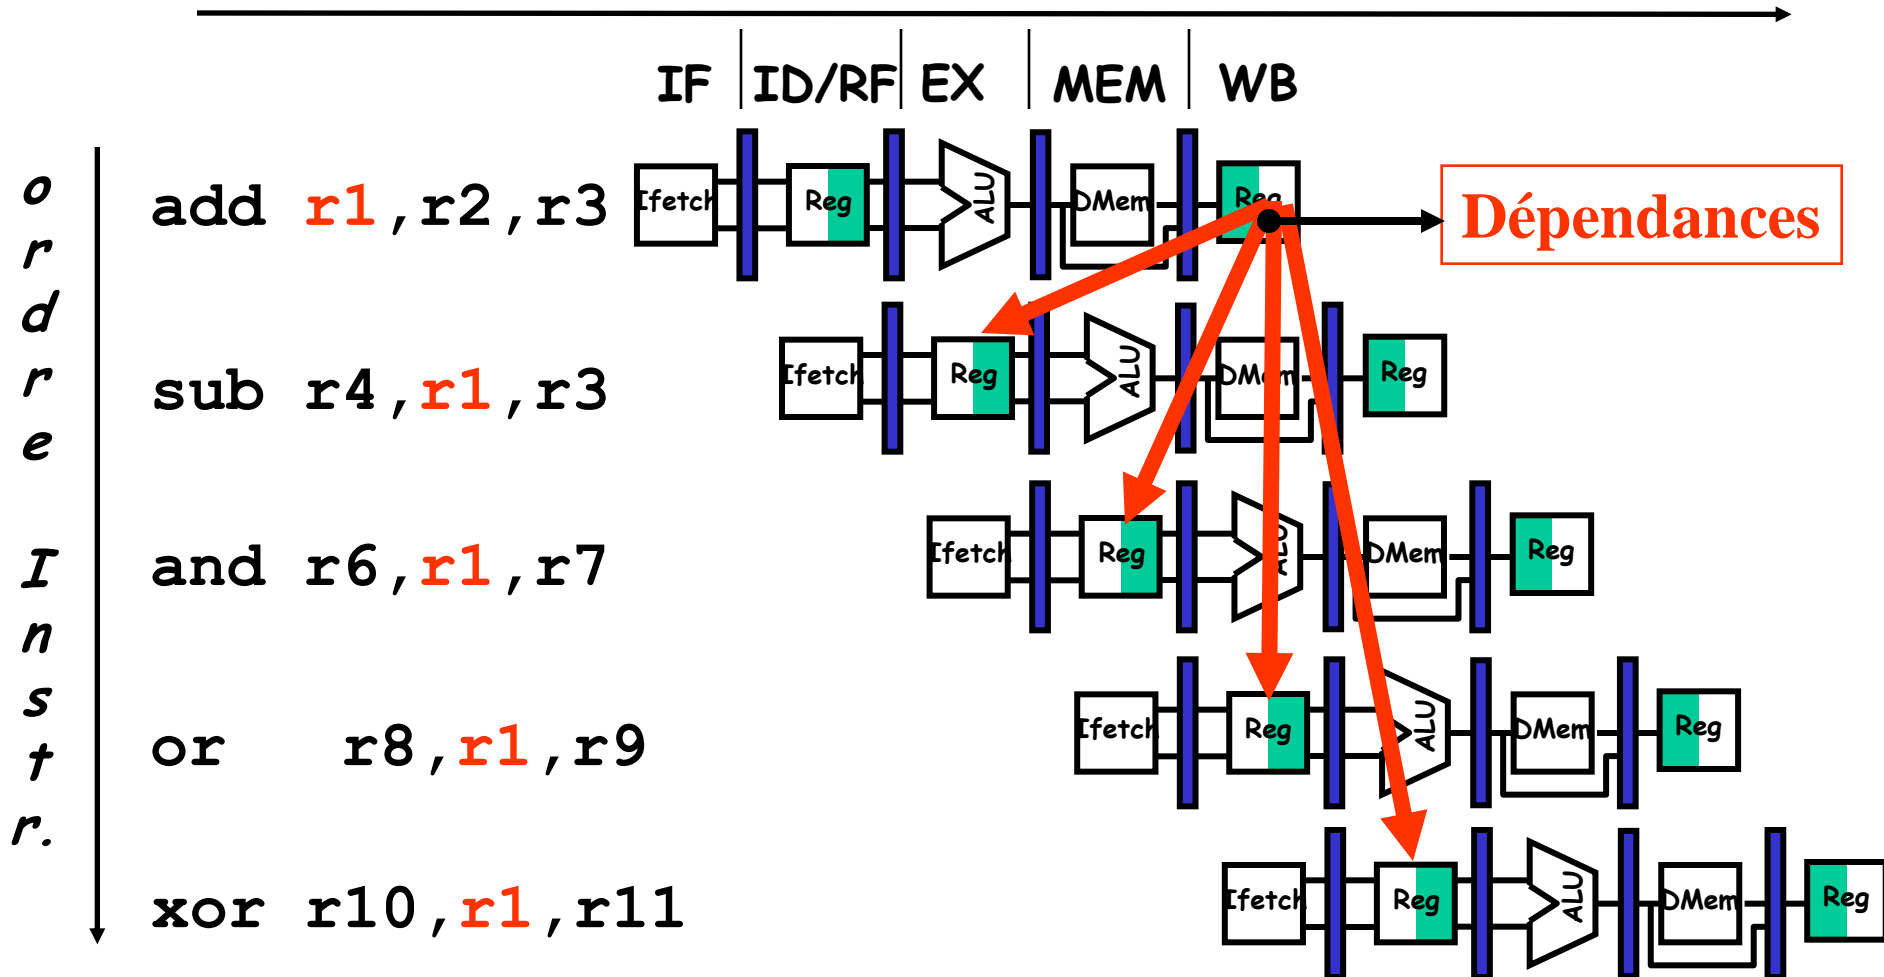 IF ID/RF EX MEM WB
ordre Instr.
add r1,r2,r3 Ifetch Reg ALU DMem Reg Dépendances
sub r4,r1,r3 Ifetch Reg ALU DMem Reg
and r6,r1,r7 Ifetch Reg ALU DMem Reg
or r8,r1,r9 Ifetch Reg ALU DMem Reg
xor r10,r1,r11 Ifetch Reg ALU DMem Reg